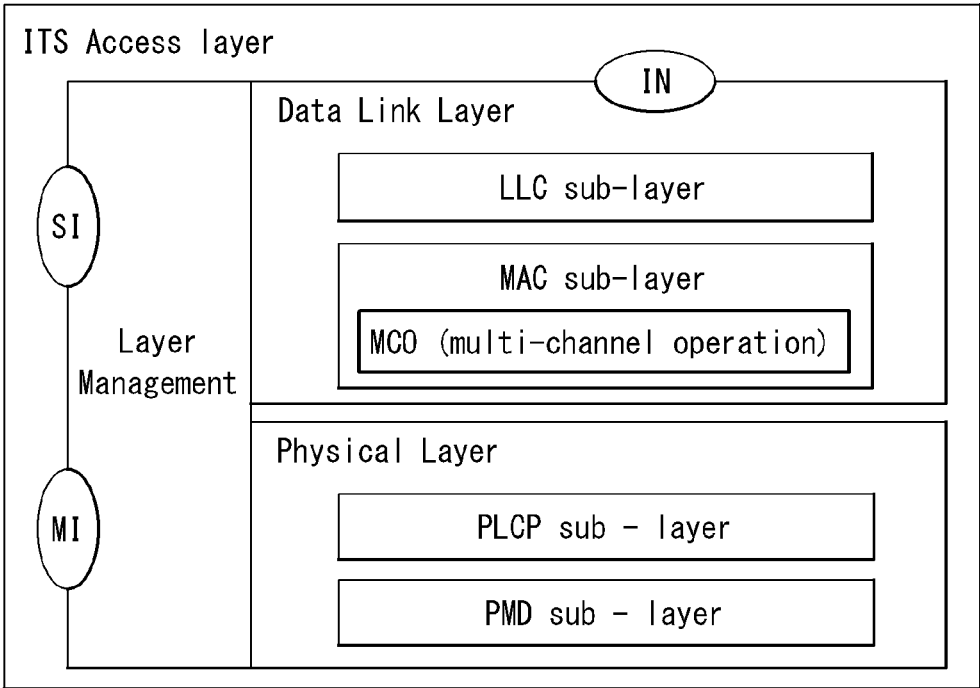 ITS Access layer
IN
Data Link Layer
LLC sub-layer
SI
MAC sub-layer
MCO (multi-channel operation)
Layer
Management
Physical Layer
PLCP sub - layer
MI
PMD sub - layer